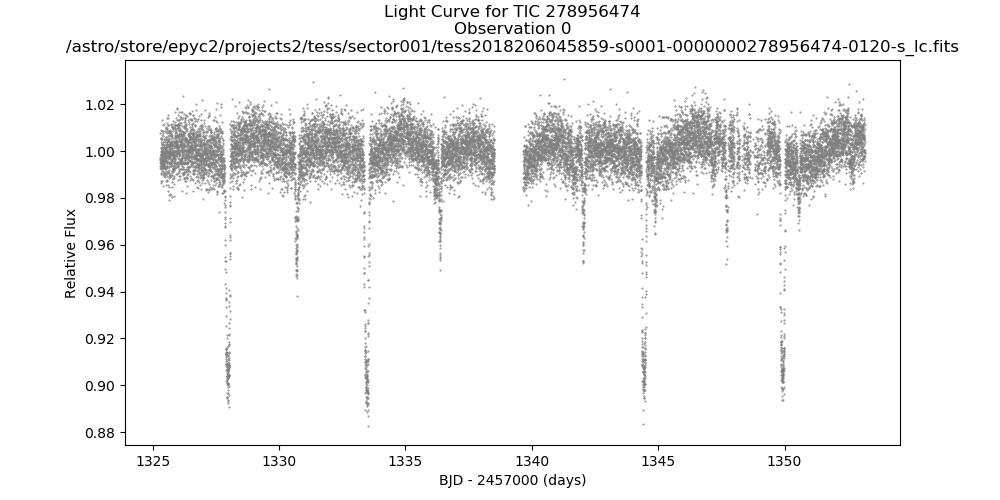 Light Curve for TIC 278956474
Observation 0
/astro/store/epyc2/projects2/tess/sector001/tess2018206045859-s0001-0000000278956474-0120-s_lc.fits
Relative Flux
1.02
1.00
0.98
0.96
0.94
0.92
0.90
0.88
1325
1330
1335
1340
1345
1350
BJD - 2457000 (days)